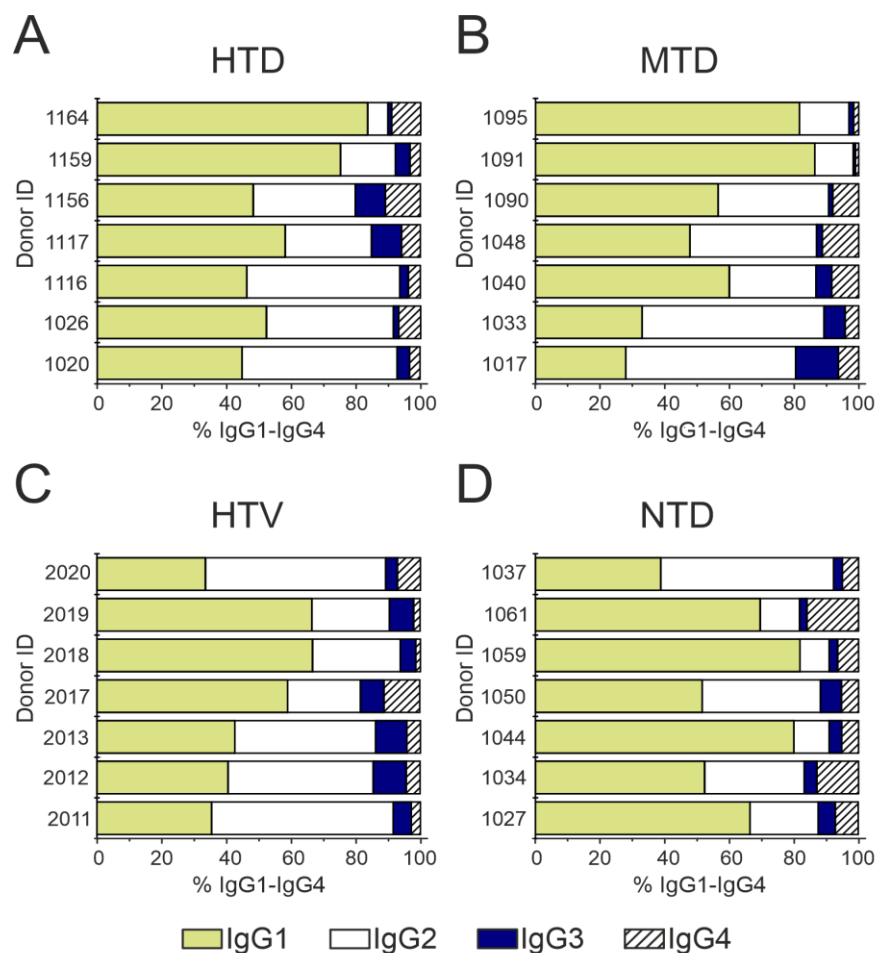 A
HTD
1164
1159
1156
1117
1116
1026
1020
Donor ID
0 20 40 60 80 100
% IgG1-IgG4
B
MTD
1095
1091
1090
1048
1040
1033
1017
Donor ID
0 20 40 60 80 100
% IgG1-IgG4
C
HTV
2020
2019
2018
2017
2013
2012
2011
Donor ID
0 20 40 60 80 100
% IgG1-IgG4
D
NTD
1037
1061
1059
1050
1044
1034
1027
Donor ID
0 20 40 60 80 100
% IgG1-IgG4
IgG1 IgG2 IgG3 IgG4